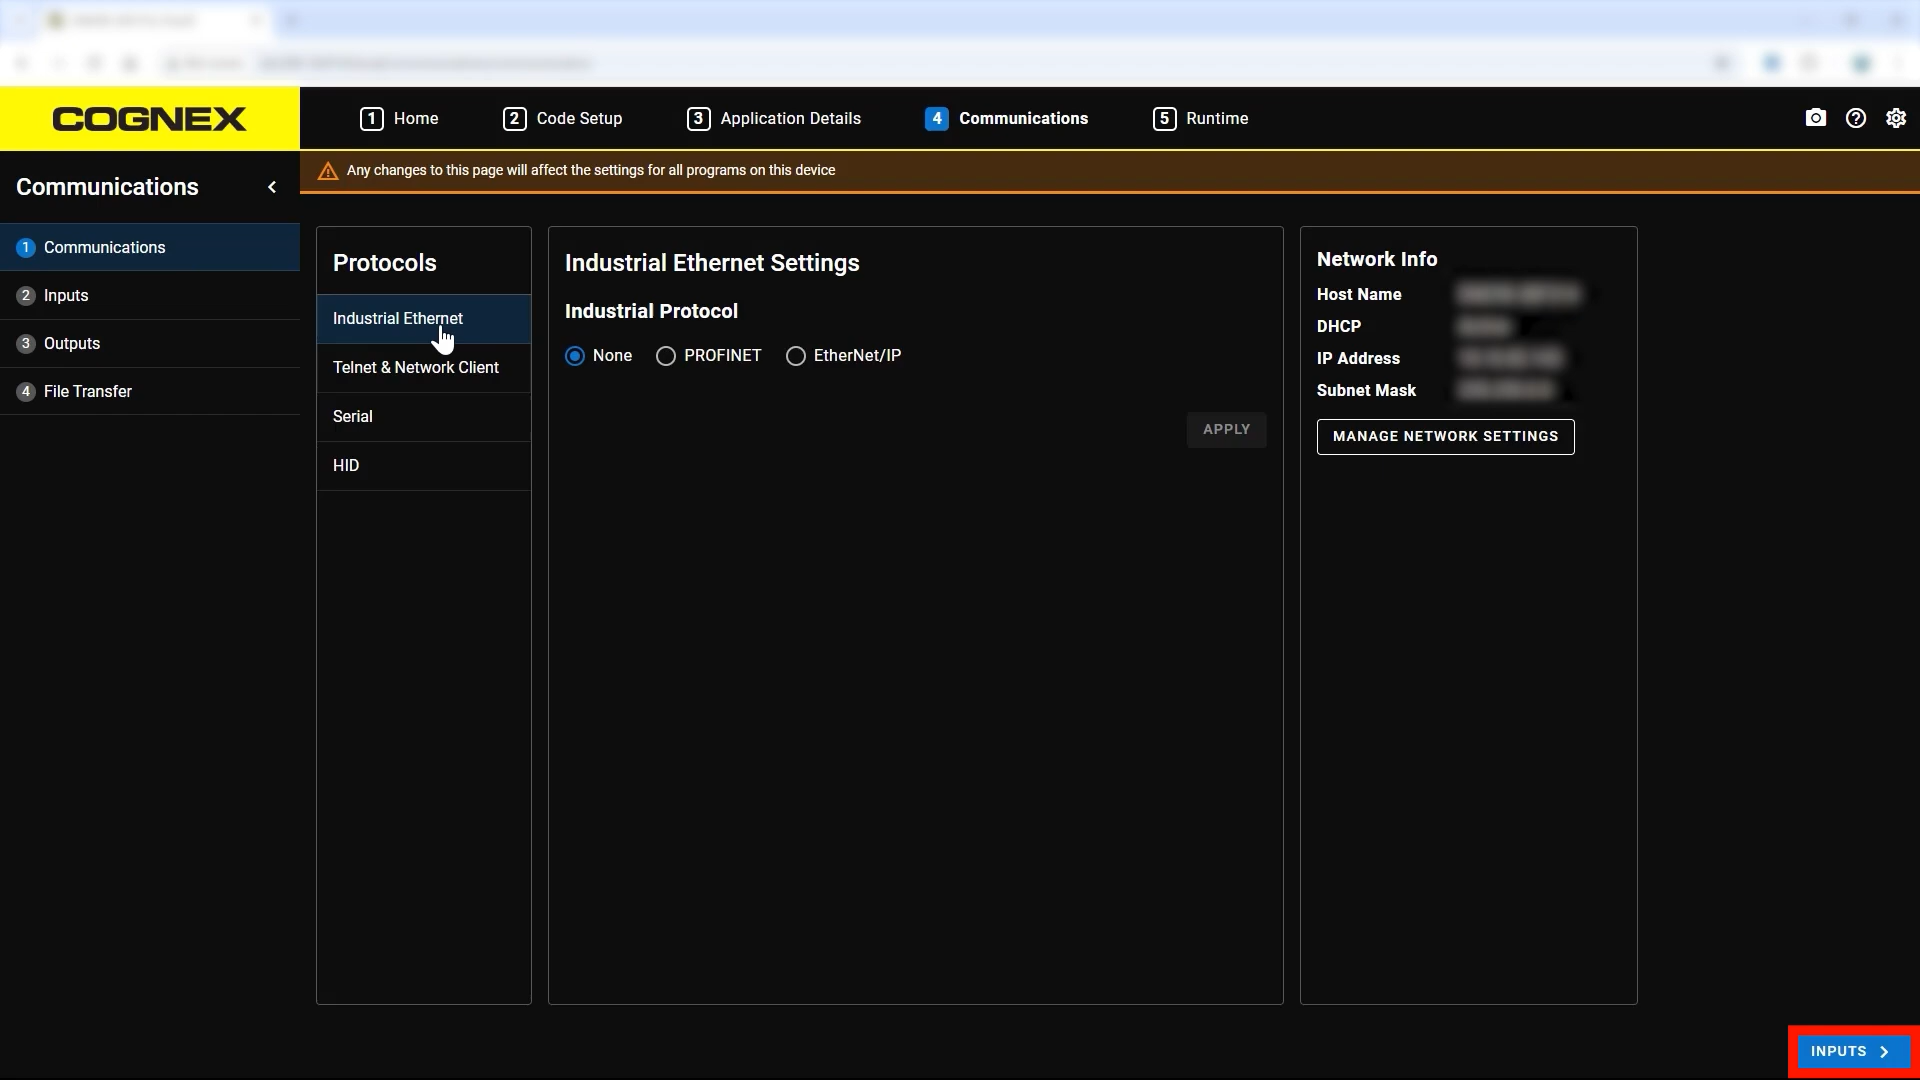 COGNEX
1 Home
2 Code Setup
3 Application Details
4 Communications
5 Runtime
Any changes to this page will affect the settings for all programs on this device
Communications
1 Communications
2 Inputs
3 Outputs
4 File Transfer
Protocols
Industrial Ethernet
Telnet & Network Client
Serial
HID
Industrial Ethernet Settings
Industrial Protocol
None PROFINET EtherNet/IP
APPLY
Network Info
Host Name
DHCP
IP Address
Subnet Mask
MANAGE NETWORK SETTINGS
INPUTS